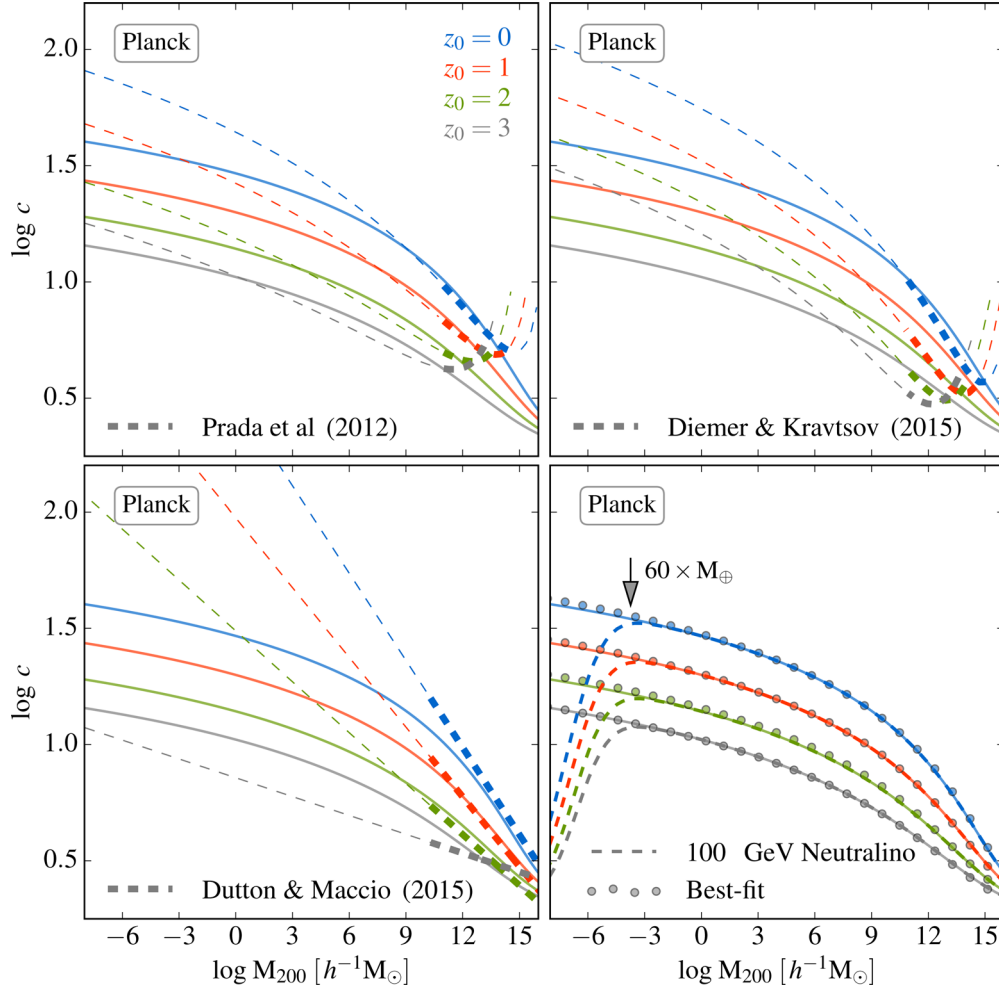 Planck
z₀ = 0
z₀ = 1
z₀ = 2
z₀ = 3
2.0
1.5
1.0
0.5
log c
Prada et al (2012)
Planck
Diemer & Kravtsov (2015)
Planck
2.0
1.5
1.0
0.5
log c
Dutton & Maccio (2015)
−6 −3 0 3 6 9 12 15
log M₂₀₀ [h⁻¹M☉]
Planck
60 × M⊕
100 GeV Neutralino
Best-fit
−6 −3 0 3 6 9 12 15
log M₂₀₀ [h⁻¹M☉]